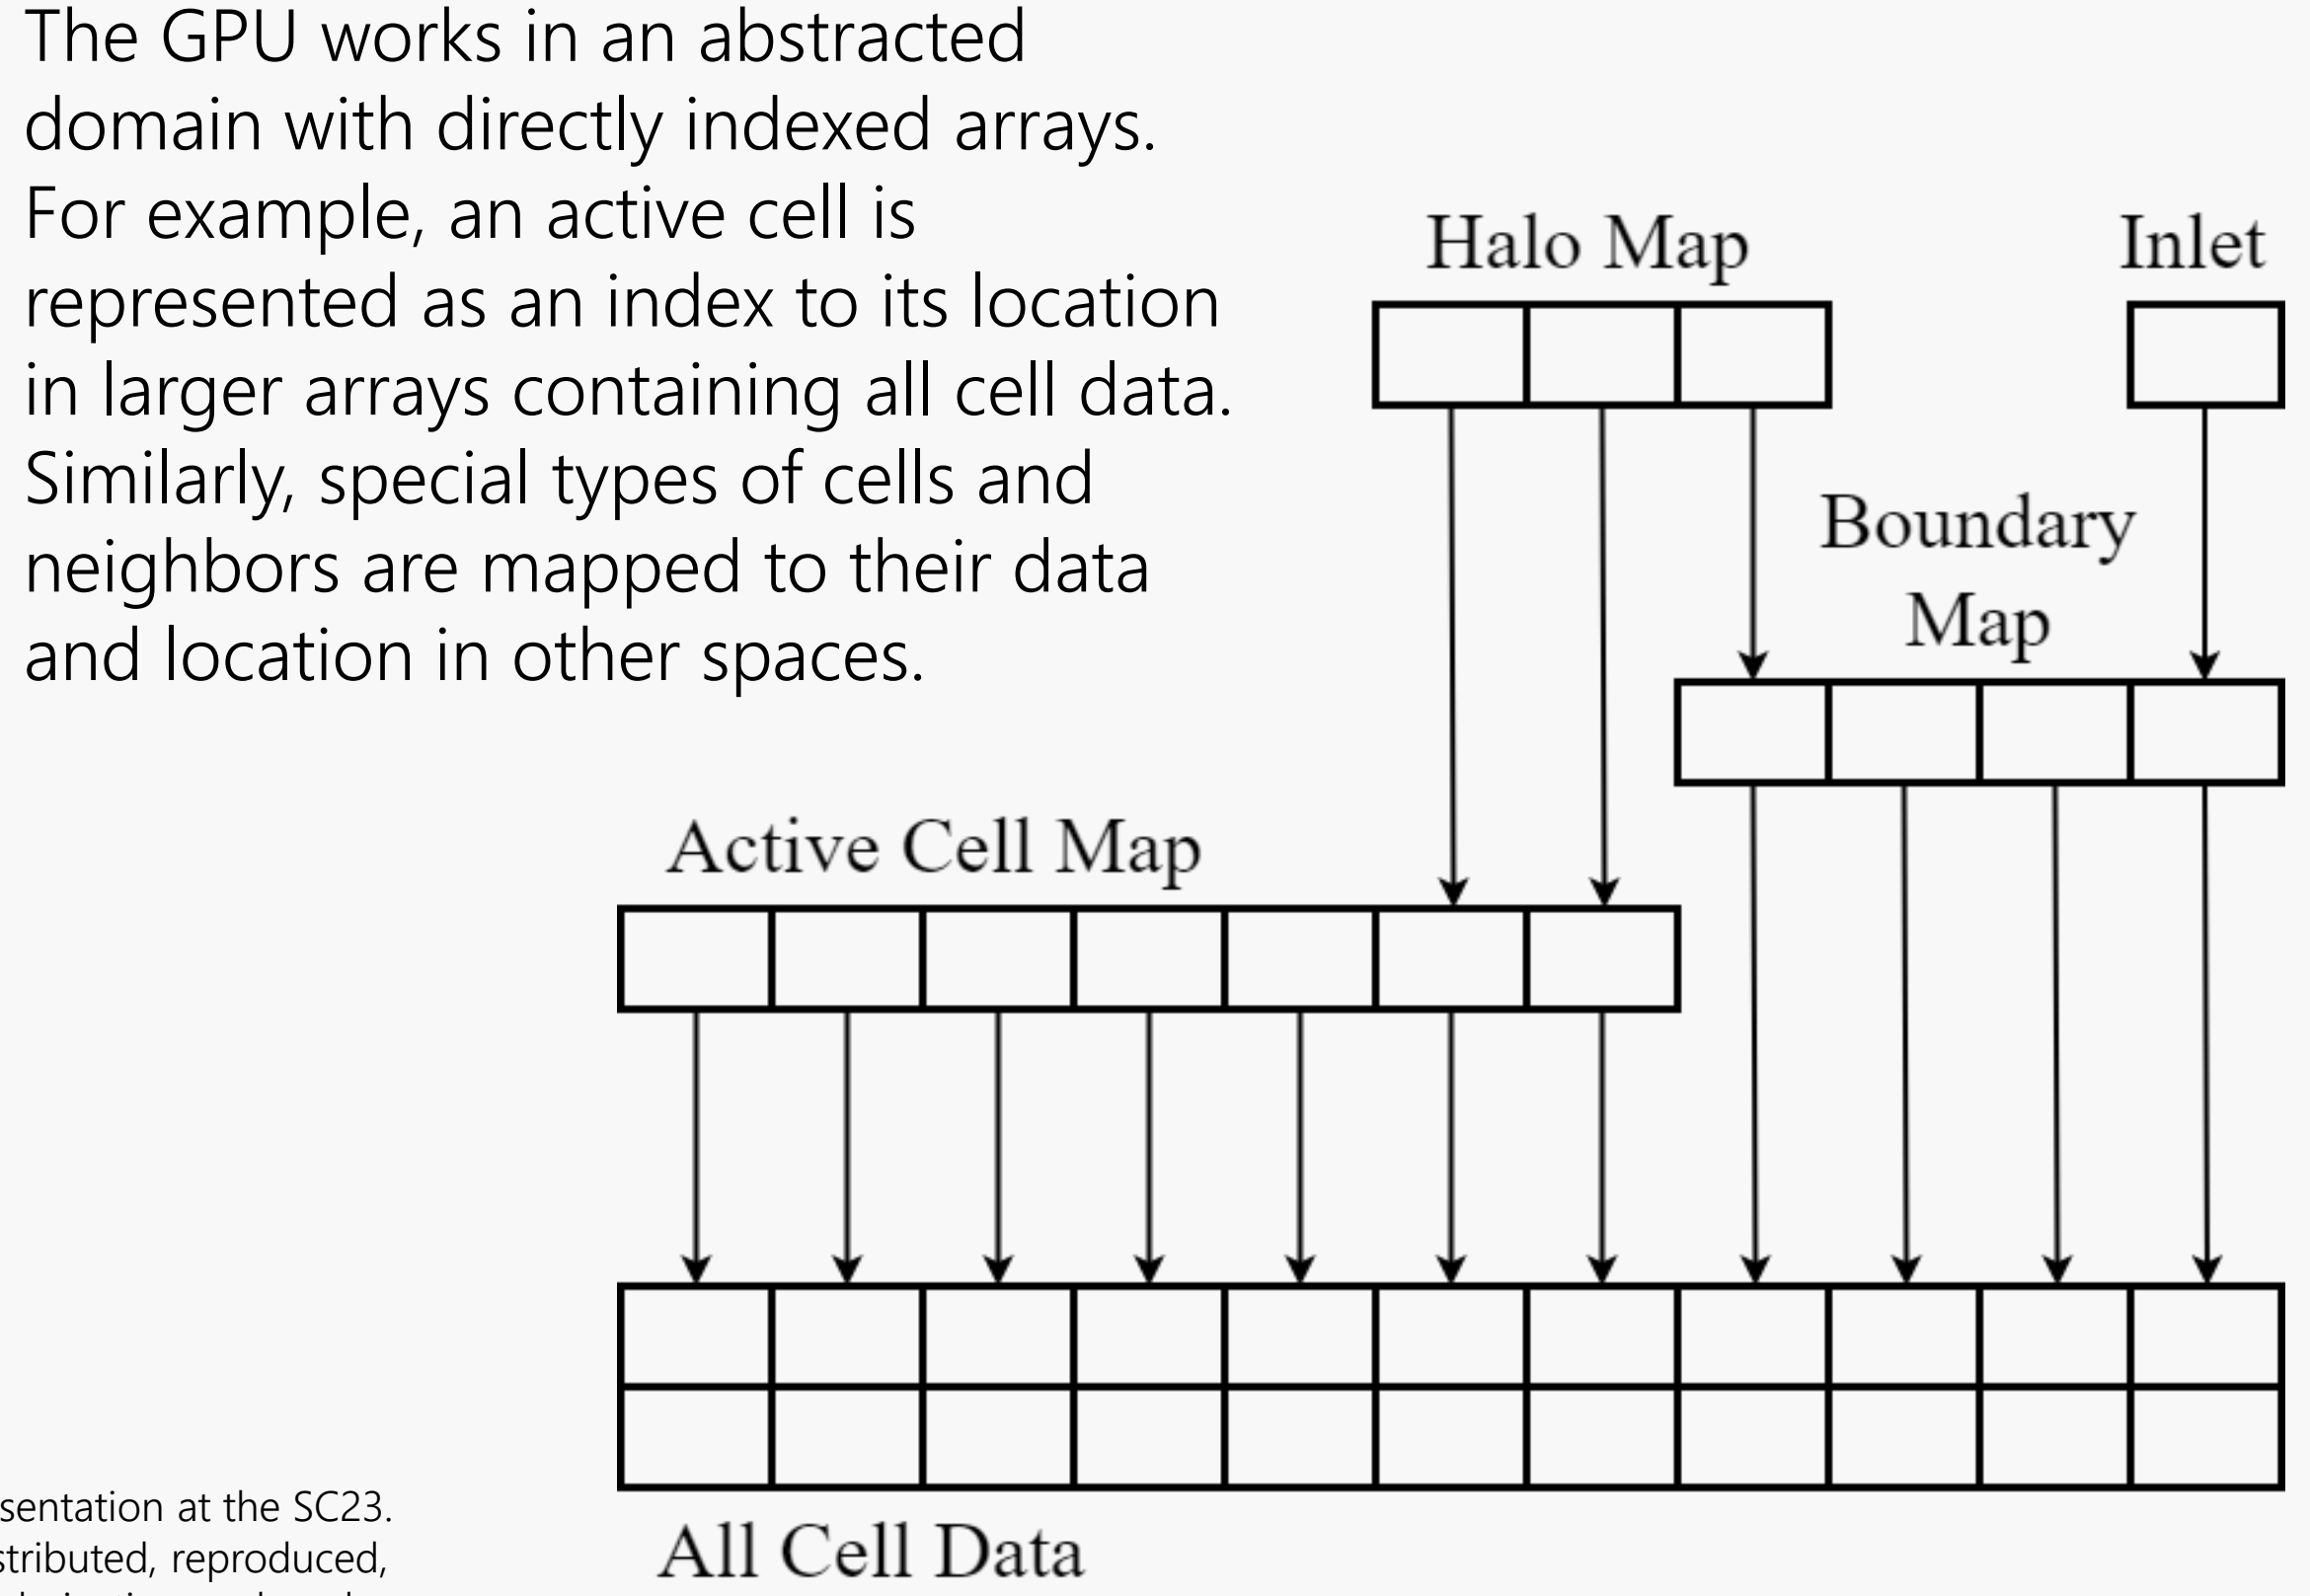 The GPU works in an abstracted
domain with directly indexed arrays.
For example, an active cell is
represented as an index to its location
in larger arrays containing all cell data.
Similarly, special types of cells and
neighbors are mapped to their data
and location in other spaces.
Halo Map
Inlet
Boundary
Map
Active Cell Map
All Cell Data
sentation at the SC23.
stributed, reproduced,